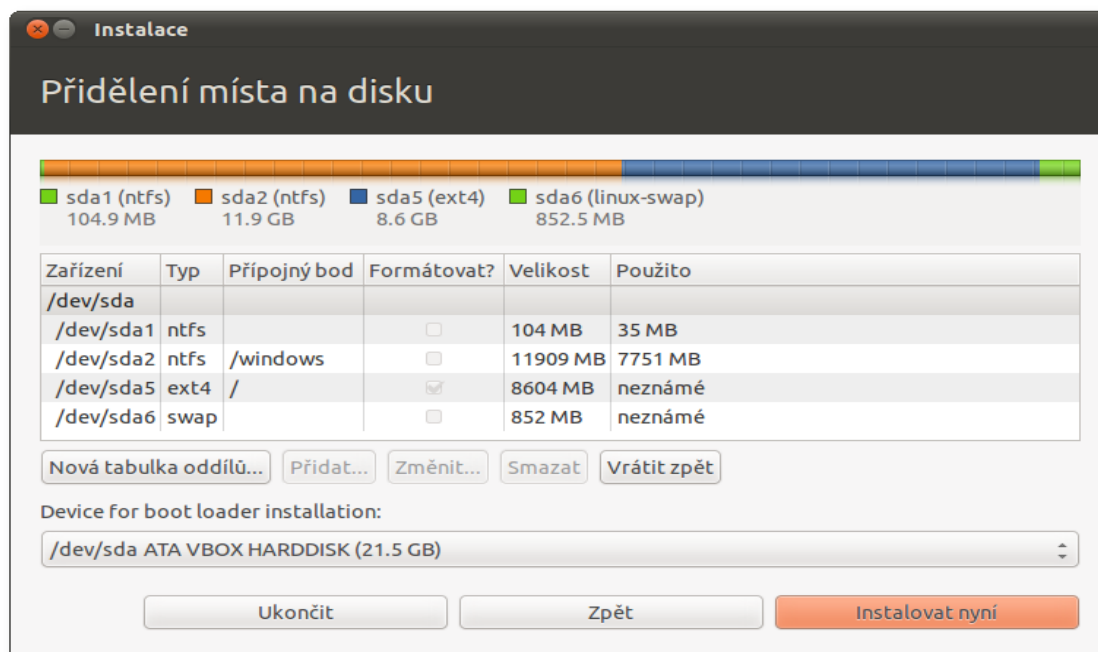 Instalace
Přidělení místa na disku
sda1 (ntfs) sda2 (ntfs) sda5 (ext4) sda6 (linux-swap)
104.9 MB 11.9 GB 8.6 GB 852.5 MB
Zařízení Typ Přípojný bod Formátovat? Velikost Použito
/dev/sda
/dev/sda1 ntfs 104 MB 35 MB
/dev/sda2 ntfs /windows 11909 MB 7751 MB
/dev/sda5 ext4 / 8604 MB neznámé
/dev/sda6 swap 852 MB neznámé
Nová tabulka oddílů... Přidat... Změnit... Smazat Vrátit zpět
Device for boot loader installation:
/dev/sda ATA VBOX HARDDISK (21.5 GB)
Ukončit Zpět Instalovat nyní